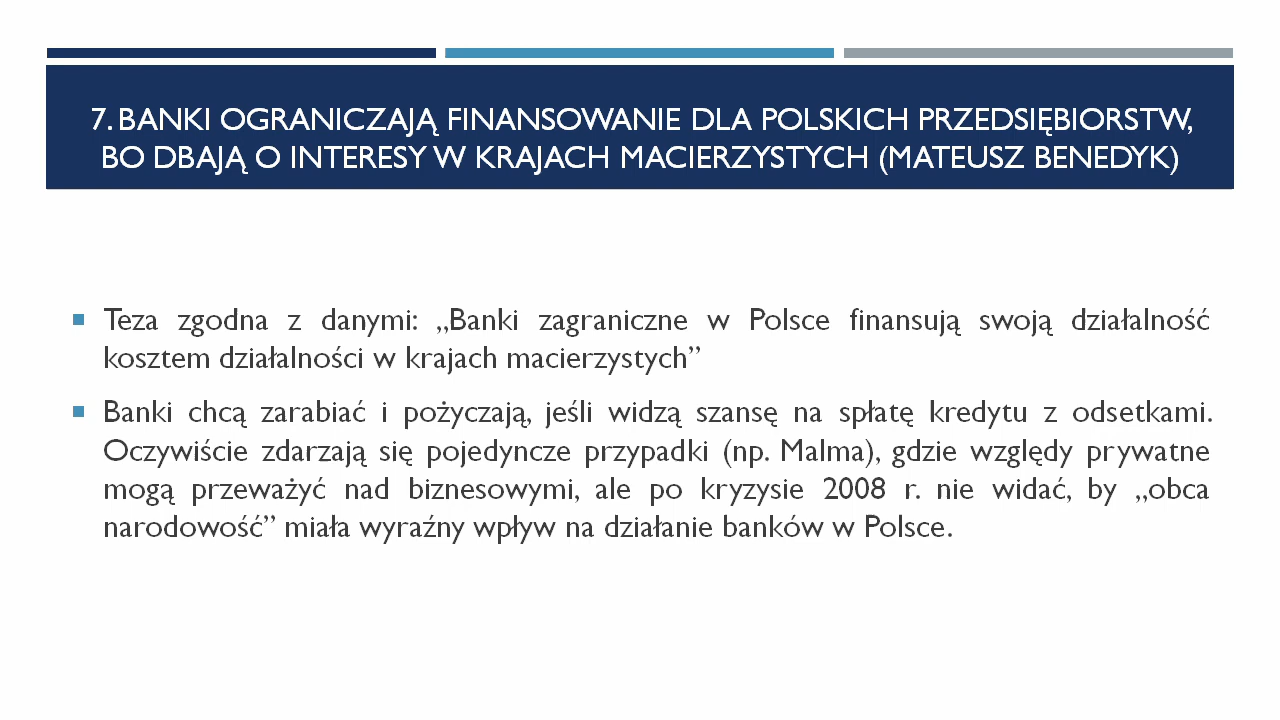 7. BANKI OGRANICZAJĄ FINANSOWANIE DLA POLSKICH PRZEDSIĘBIORSTW,
BO DBAJĄ O INTERESY W KRAJACH MACIERZYSTYCH (MATEUSZ BENEDYK)
Teza zgodna z danymi: „Banki zagraniczne w Polsce finansują swoją działalność
kosztem działalności w krajach macierzystych”
Banki chcą zarabiać i pożyczają, jeśli widzą szansę na spłatę kredytu z odsetkami.
Oczywiście zdarzają się pojedyncze przypadki (np. Malma), gdzie względy prywatne
mogą przeważyć nad biznesowymi, ale po kryzysie 2008 r. nie widać, by „obca
narodowość” miała wyraźny wpływ na działanie banków w Polsce.